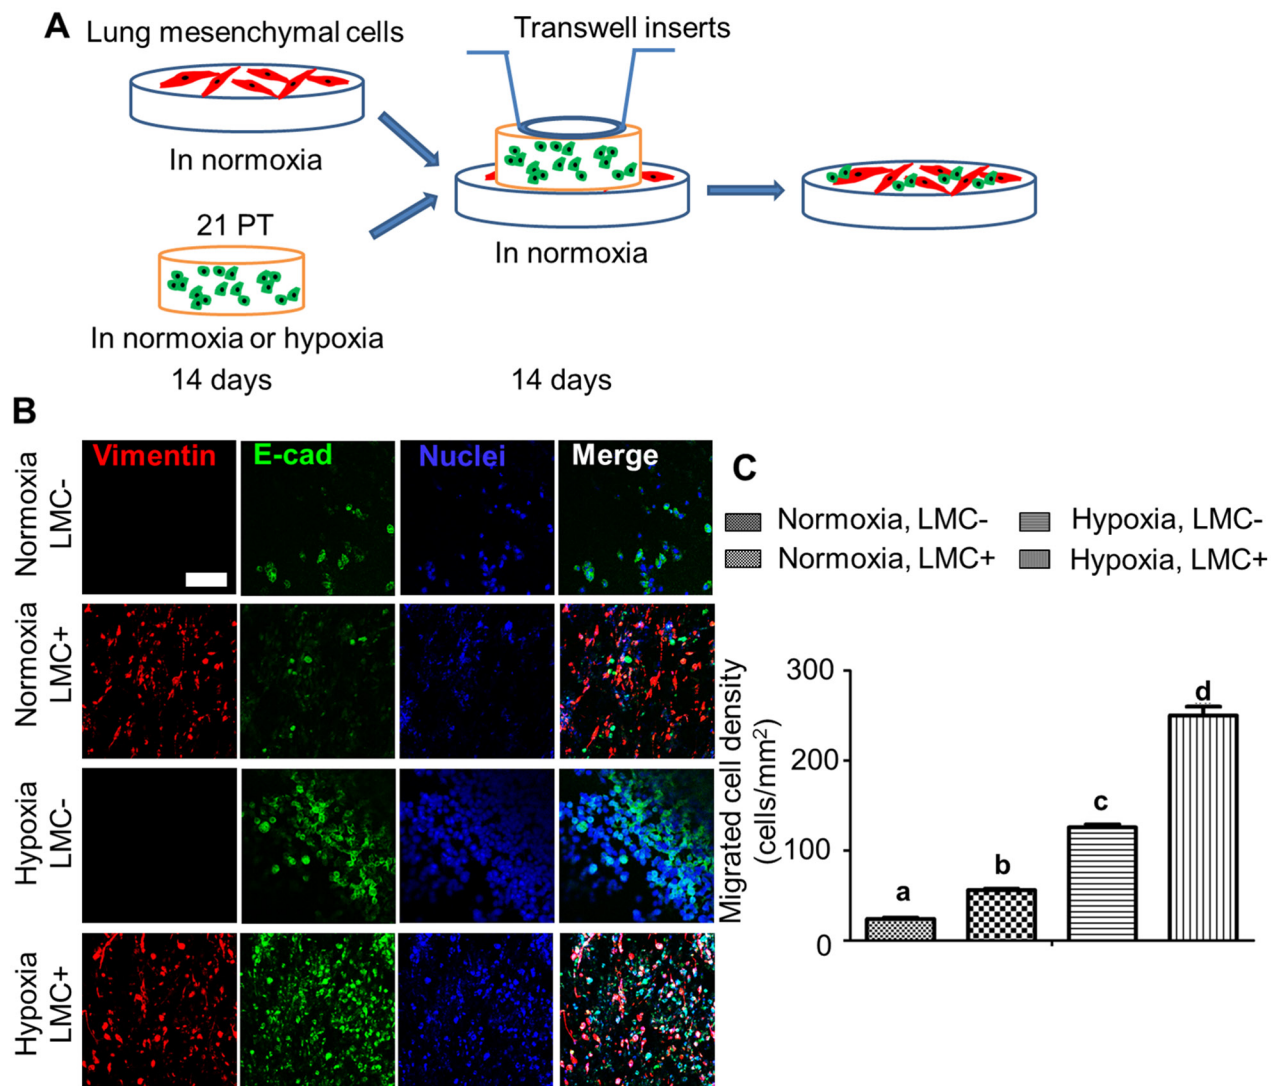 A
Lung mesenchymal cells
Transwell inserts
In normoxia
21 PT
In normoxia
In normoxia or hypoxia
14 days
14 days
B
Vimentin
E-cad
Nuclei
Merge
Normoxia
LMC-
Normoxia
LMC+
Hypoxia
LMC-
Hypoxia
LMC+
C
Normoxia, LMC-
Hypoxia, LMC-
Normoxia, LMC+
Hypoxia, LMC+
Migrated cell density
(cells/mm²)
300
200
100
0
a
b
c
d